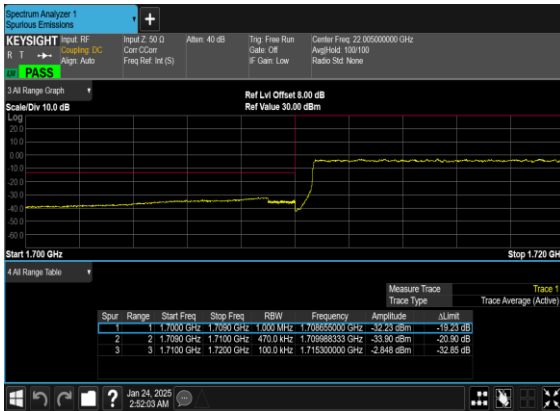 Spectrum Analyzer 1
Spurious Emissions
+
KEYSIGHT Input: RF Input Z: 50 Ω Atten: 40 dB Trig: Free Run Center Freq: 22.005000000 GHz
R T Coupling: DC Corr CCorr Gate: Off Avg|Hold: 100/100
Align: Auto Freq Ref: Int (S) IF Gain: Low Radio Std: None
PASS
3 All Range Graph
Ref Lvl Offset 8.00 dB
Scale/Div 10.0 dB Ref Value 30.00 dBm
Log
20.0
10.0
0.00
-10.0
-20.0
-30.0
-40.0
-50.0
-60.0
Start 1.700 GHz Stop 1.720 GH
4 All Range Table
Measure Trace Trace 1
Trace Type Trace Average (Active)
Spur Range Start Freq Stop Freq RBW Frequency Amplitude ΔLimit
1 1 1.7000 GHz 1.7090 GHz 1.000 MHz 1.708655000 GHz -32.23 dBm -19.23 dB
2 2 1.7090 GHz 1.7100 GHz 470.0 kHz 1.709988333 GHz -33.90 dBm -20.90 dB
3 3 1.7100 GHz 1.7200 GHz 100.0 kHz 1.715300000 GHz -2.848 dBm -32.85 dB
?
Jan 24, 2025
2:52:03 AM